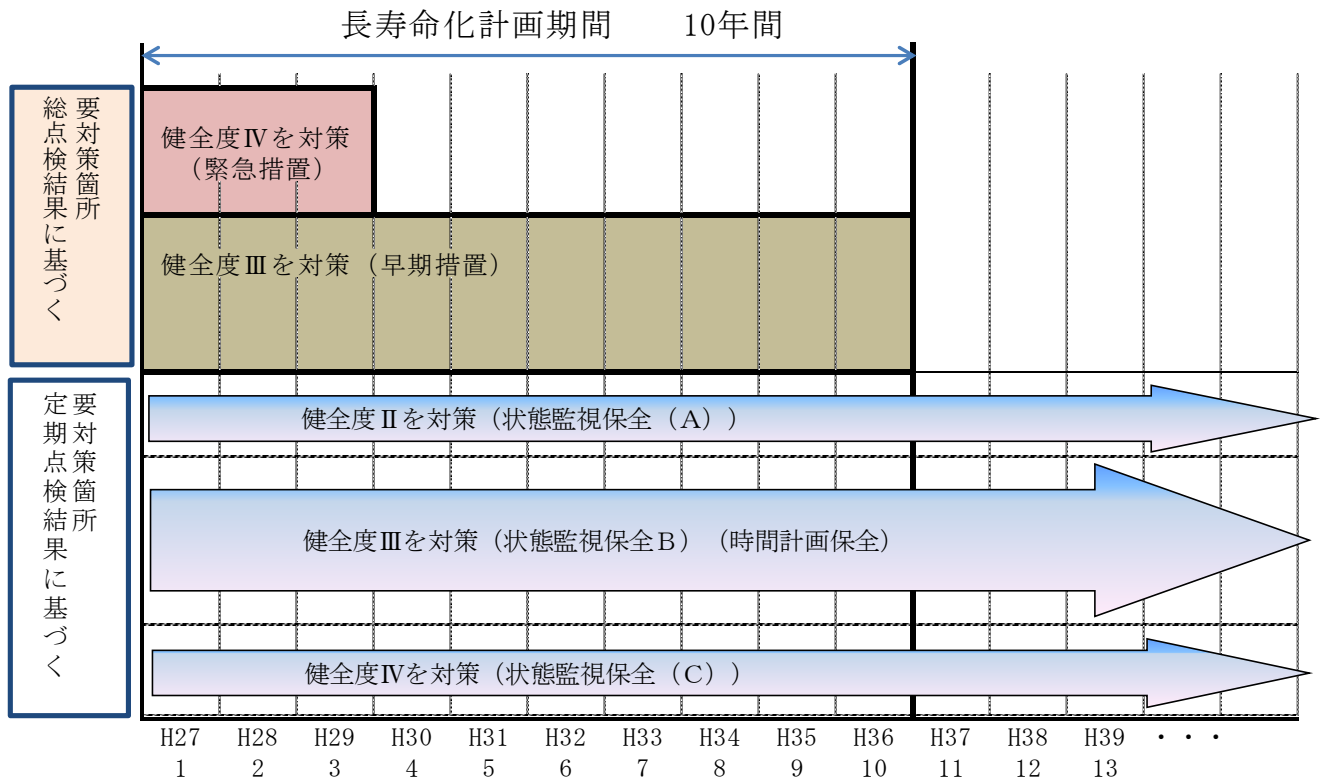 長寿命化計画期間　　10年間
要対策箇所
総点検結果に基づく
健全度Ⅳを対策
（緊急措置）
健全度Ⅲを対策（早期措置）
要対策箇所
定期点検結果に基づく
健全度Ⅱを対策（状態監視保全（A））
健全度Ⅲを対策（状態監視保全B）（時間計画保全）
健全度Ⅳを対策（状態監視保全（C））
H27 H28 H29 H30 H31 H32 H33 H34 H35 H36 H37 H38 H39 ・・・
1 2 3 4 5 6 7 8 9 10 11 12 13